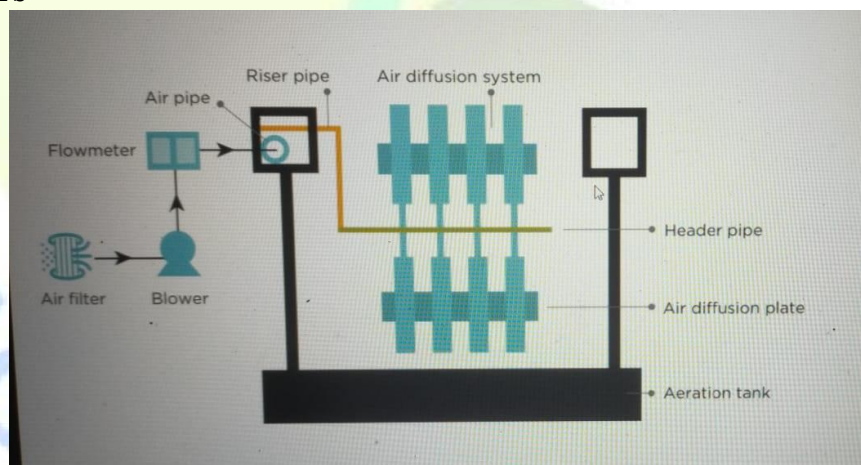 Riser pipe
Air diffusion system
Air pipe
Flowmeter
Header pipe
Air filter
Blower
Air diffusion plate
Aeration tank